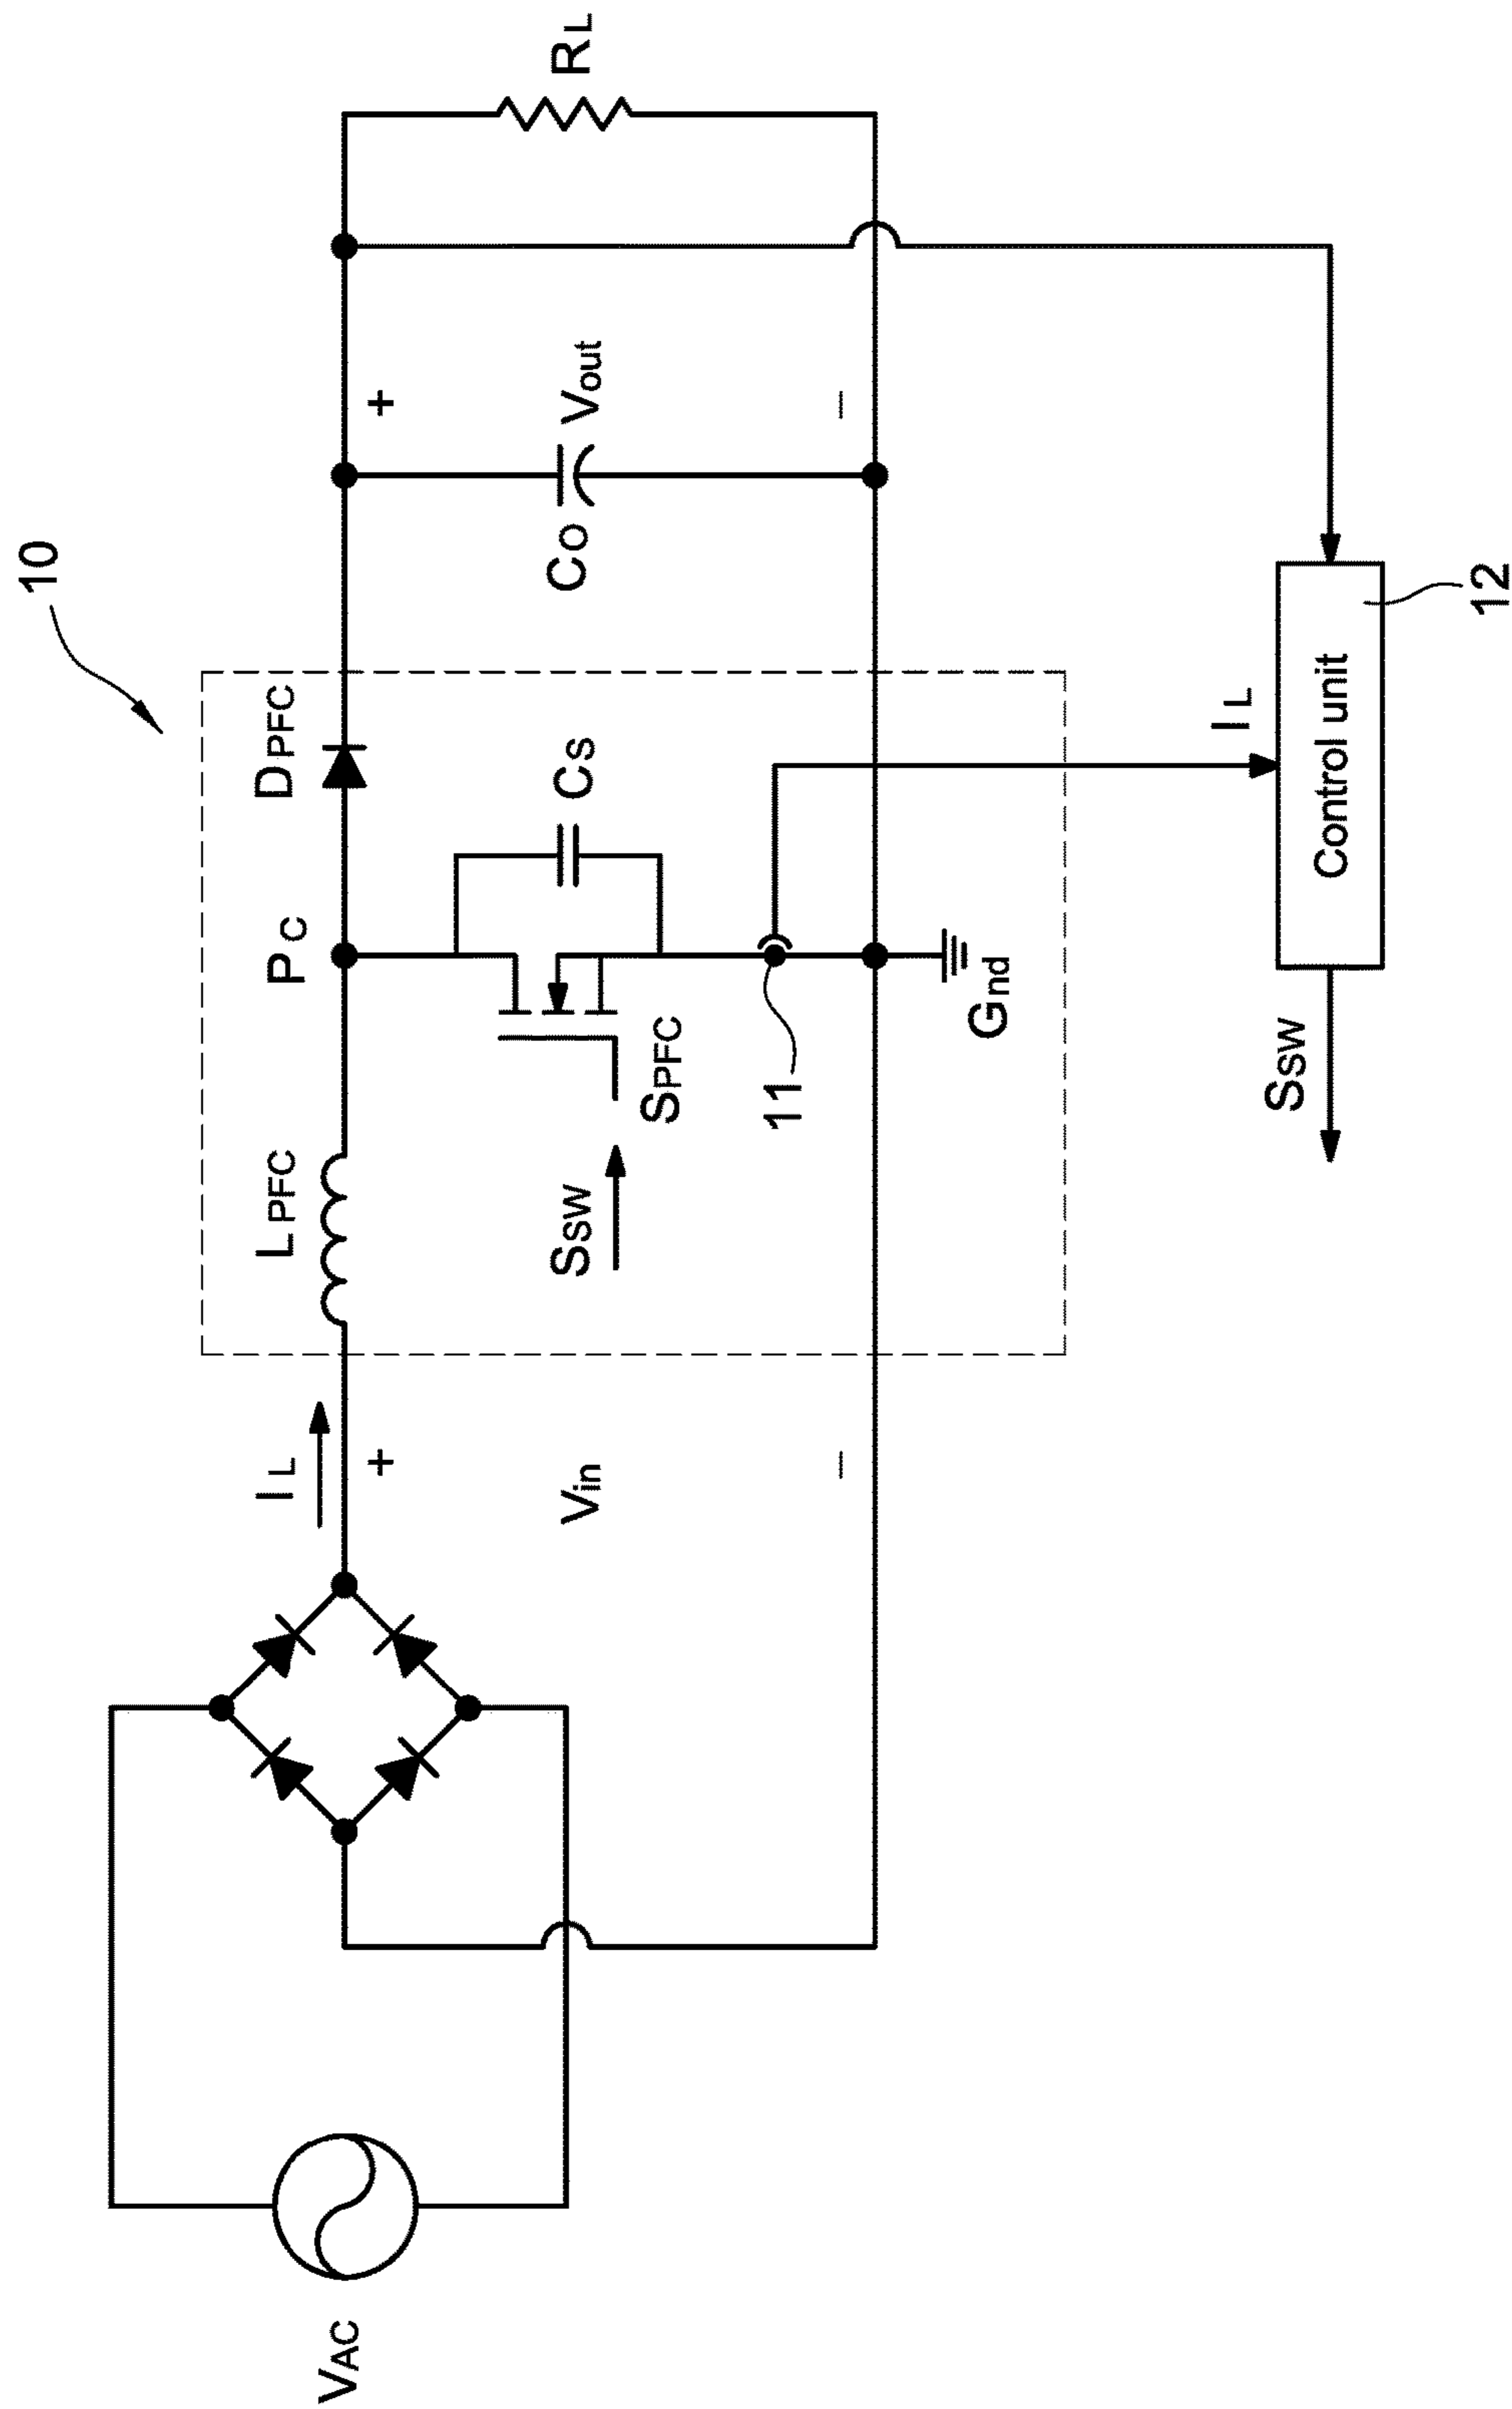 10
VAC
IL
+
Vin
−
LPFC
PC
DPFC
SSW
SPFC
CS
11
Gnd
+
CO
Vout
−
RL
IL
SSW
Control unit
12